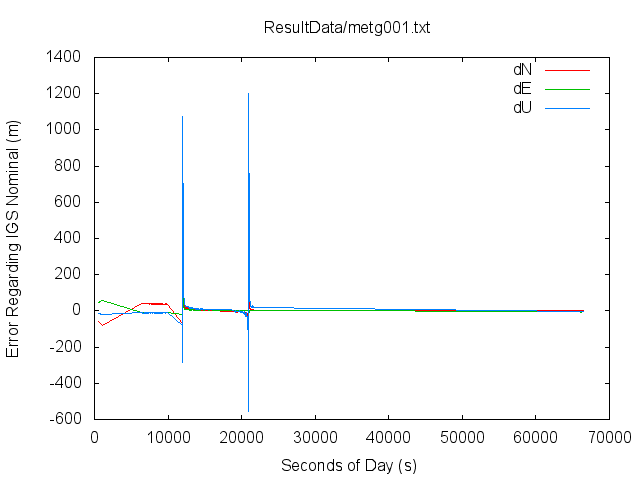 ResultData/metg001.txt
1400
1200
1000
800
600
400
200
0
-200
-400
-600
Error Regarding IGS Nominal (m)
dN
dE
dU
0 10000 20000 30000 40000 50000 60000 70000
Seconds of Day (s)